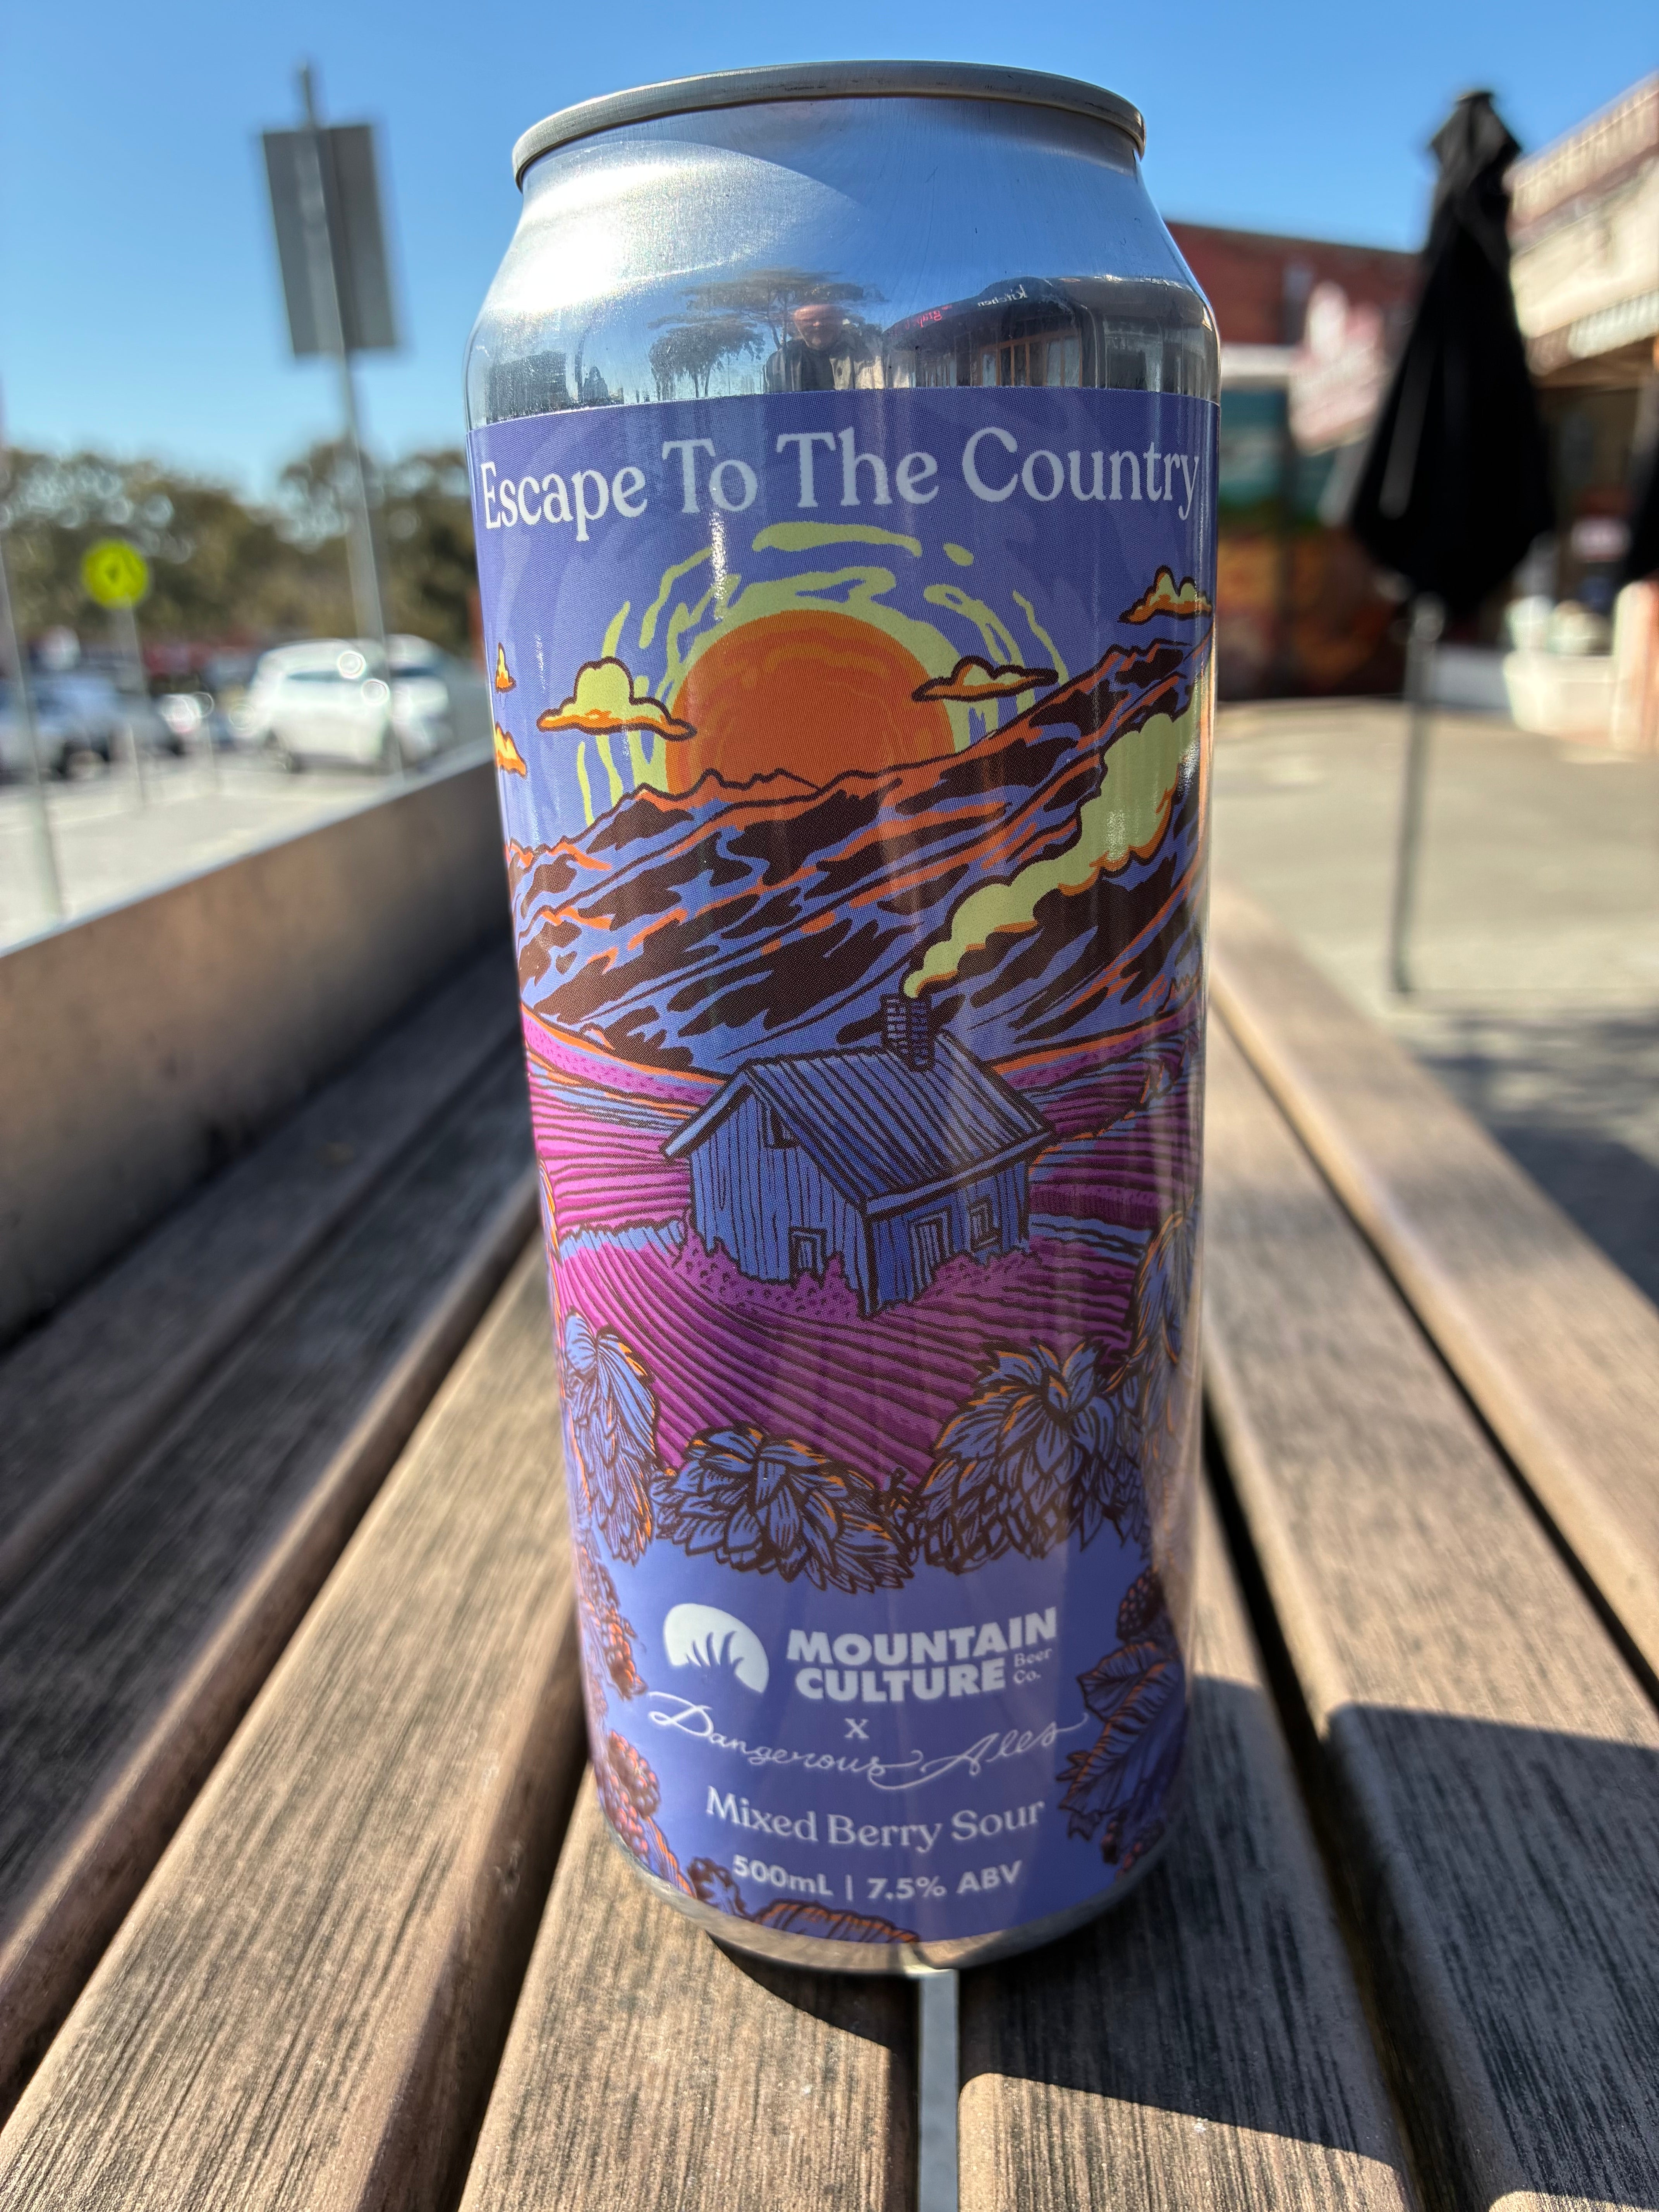 Escape To The Country
MOUNTAIN
CULTURE Beer Co.
X
Dangerous Ales
Mixed Berry Sour
500mL | 7.5% ABV